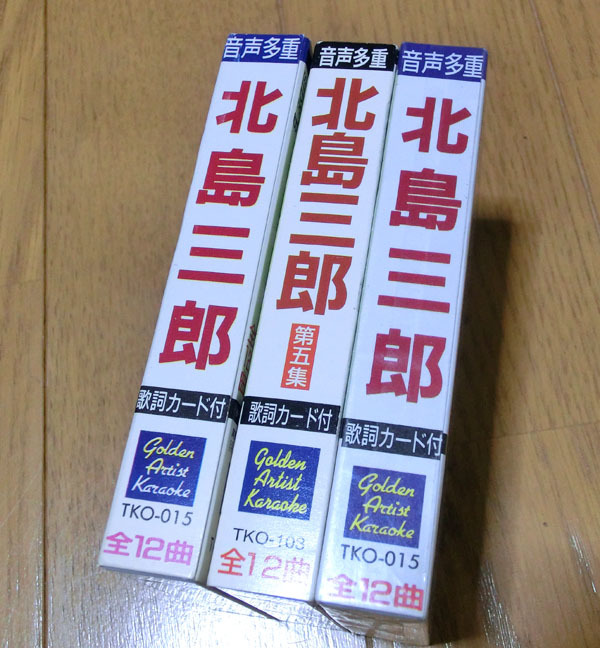 音声多重
北島三郎
歌詞カード付
Golden
Artist
Karaoke
TKO-015
全12曲
音声多重
北島三郎
第五集
歌詞カード付
Golden
Artist
Karaoke
TKO-103
全12曲
音声多重
北島三郎
歌詞カード付
Golden
Artist
Karaoke
TKO-015
全12曲